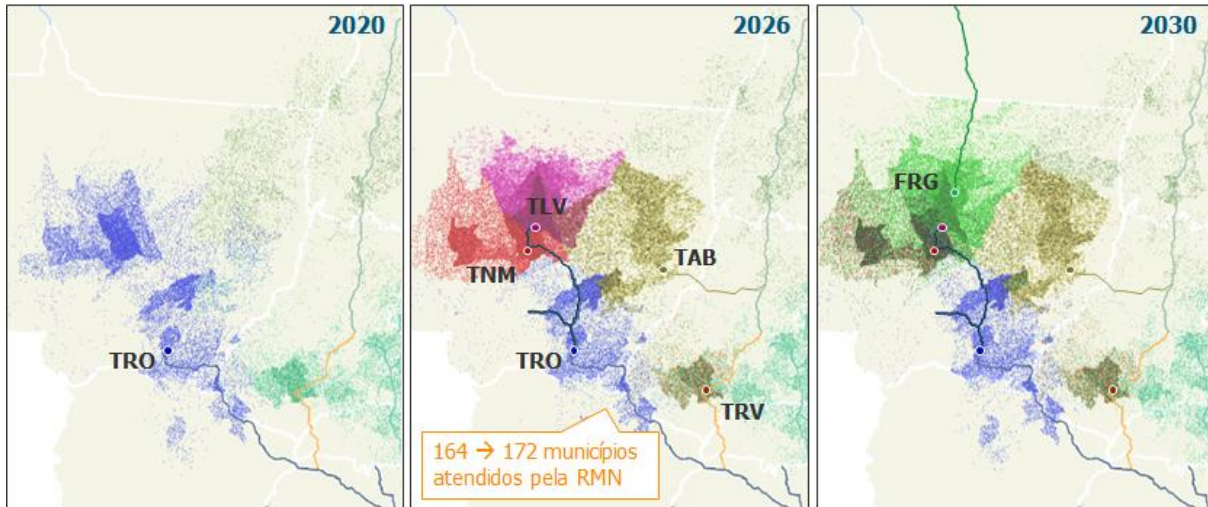 2020
TRO
2026
TLV
TNM
TAB
TRO
TRV
164 → 172 municípios
atendidos pela RMN
2030
FRG